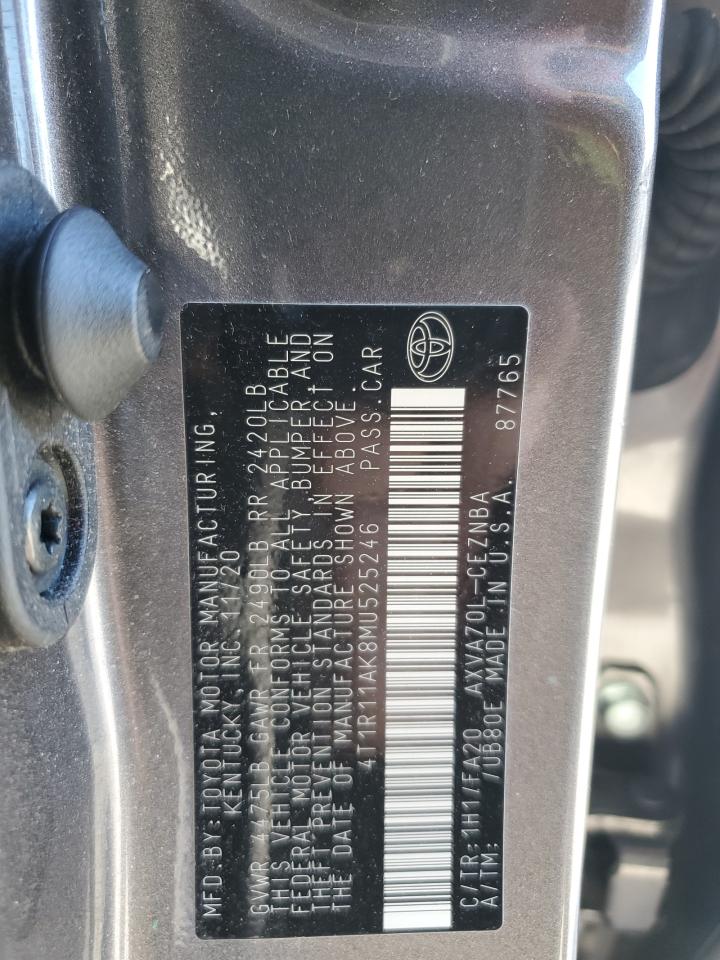 MFD.BY:TOYOTA MOTOR MANUFACTURING,
KENTUCKY,INC 11/20
GVWR 4475LB GAWR FR 2490LB RR 2420LB
THIS VEHICLE CONFORMS TO ALL APPLICABLE
FEDERAL MOTOR VEHICLE SAFETY,BUMPER AND
THEFT PREVENTION STANDARDS IN EFFECT ON
THE DATE OF MANUFACTURE SHOWN ABOVE.
4T1R11AK8MU525246 PASS.CAR
C/TR:1H1/FA20 AXVA70L-CEZNBA
A/TM: /UB80E MADE IN U.S.A. 87765